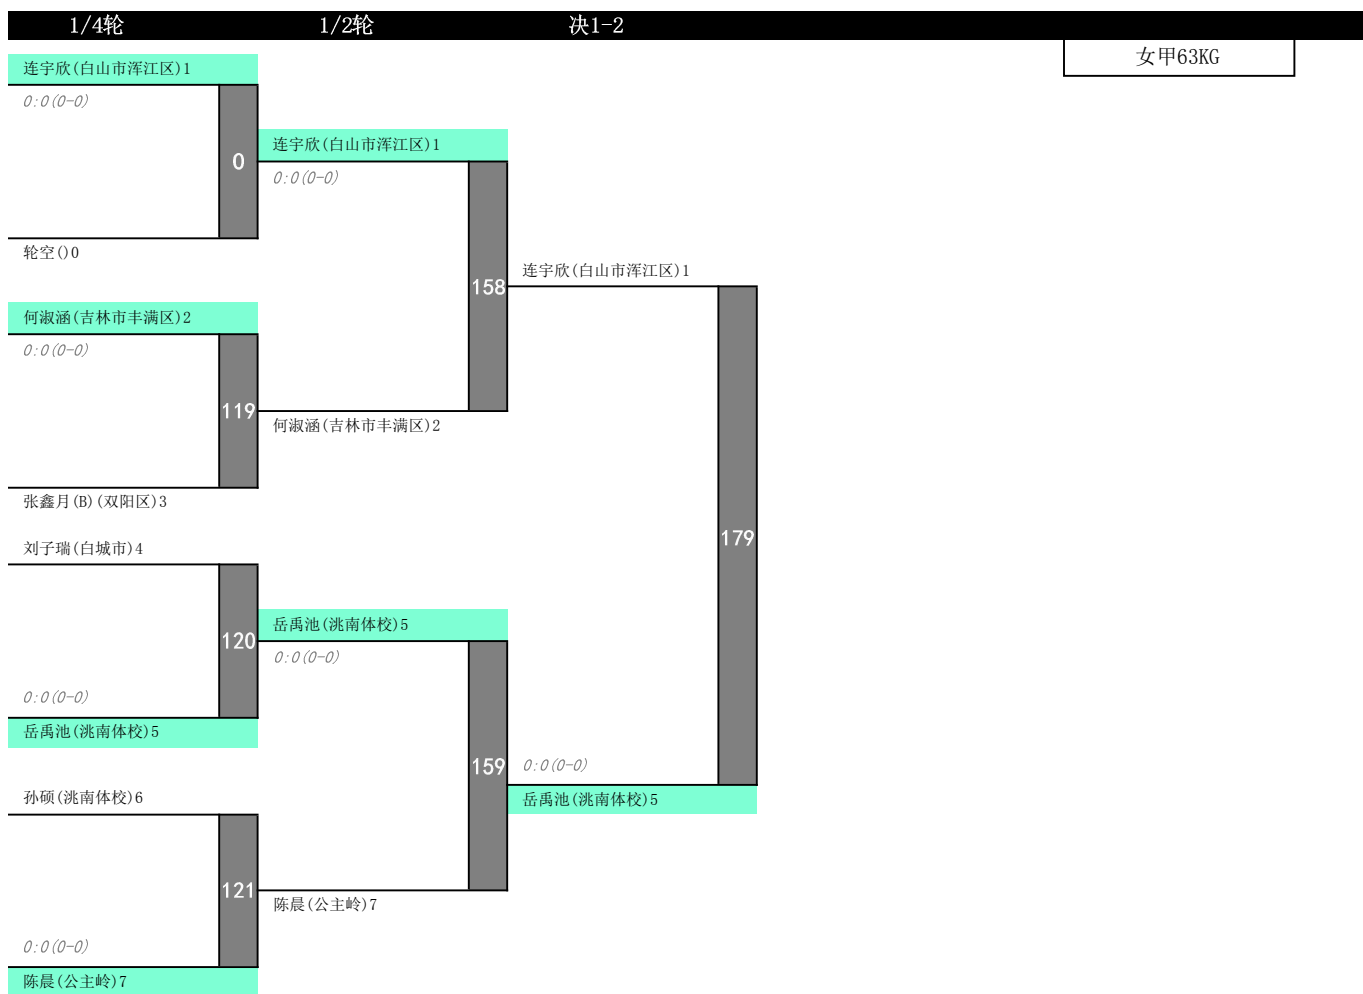 1/4轮 1/2轮 决1-2
女甲63KG
连宇欣(白山市浑江区)1
0:0(0-0)
0
轮空()0
何淑涵(吉林市丰满区)2
0:0(0-0)
119
张鑫月(B)(双阳区)3
刘子瑞(白城市)4
120
0:0(0-0)
岳禹池(洮南体校)5
孙硕(洮南体校)6
121
0:0(0-0)
陈晨(公主岭)7
连宇欣(白山市浑江区)1
0:0(0-0)
158
何淑涵(吉林市丰满区)2
岳禹池(洮南体校)5
0:0(0-0)
159
陈晨(公主岭)7
连宇欣(白山市浑江区)1
179
0:0(0-0)
岳禹池(洮南体校)5